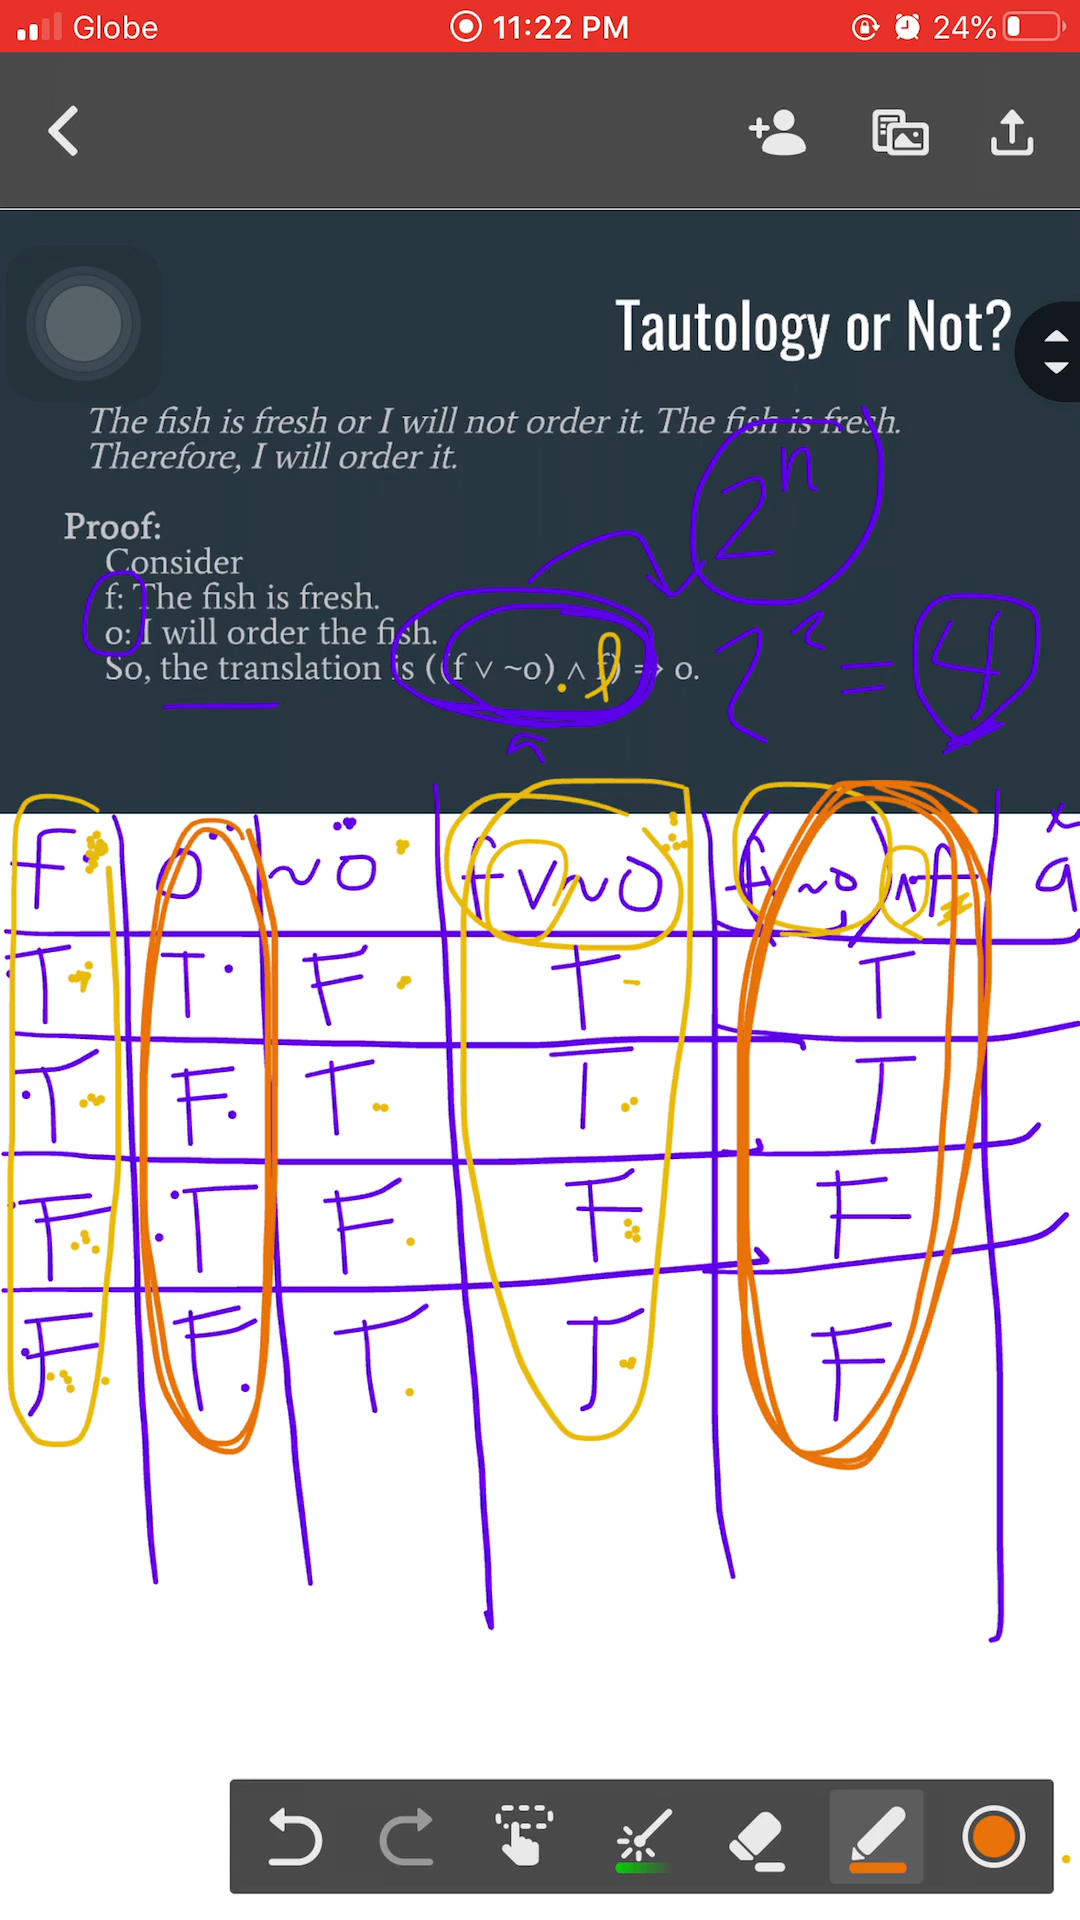 Globe 11:22 PM 24%
Tautology or Not?
The fish is fresh or I will not order it. The fish is fresh.
Therefore, I will order it.
2ⁿ
Proof:
Consider
f: The fish is fresh.
o: I will order the fish.
So, the translation is ((f ∨ ~o) ∧ f) => o.
2² = 4
f o ~o f∨~o (f ~o)∧f
T T F T T
T F T T T
F T F F F
F F T T F